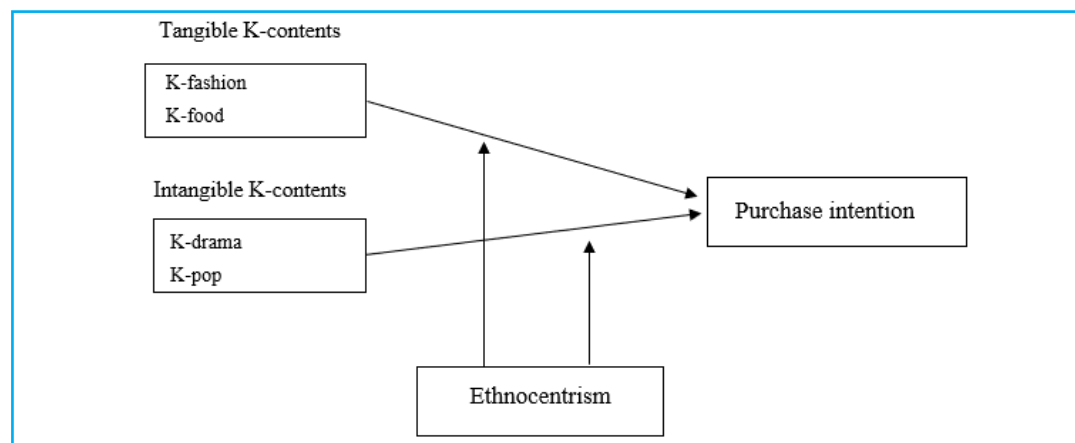 Tangible K-contents
K-fashion
K-food
Intangible K-contents
K-drama
K-pop
Purchase intention
Ethnocentrism